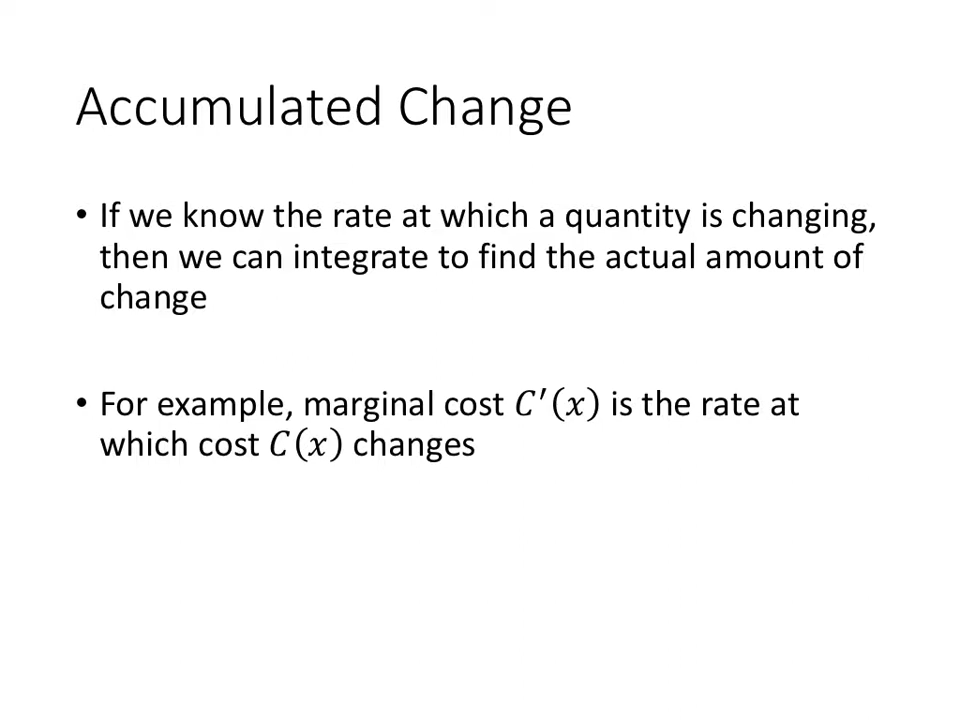 Accumulated Change
• If we know the rate at which a quantity is changing,
then we can integrate to find the actual amount of
change
• For example, marginal cost 𝐶′(𝑥) is the rate at
which cost 𝐶(𝑥) changes